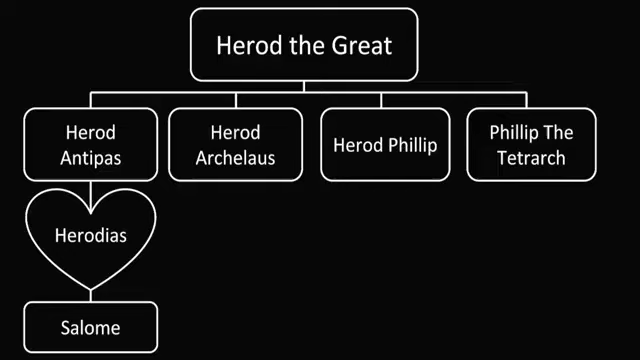 Herod the Great
Herod
Antipas
Herod
Archelaus
Herod Phillip
Phillip The
Tetrarch
Herodias
Salome